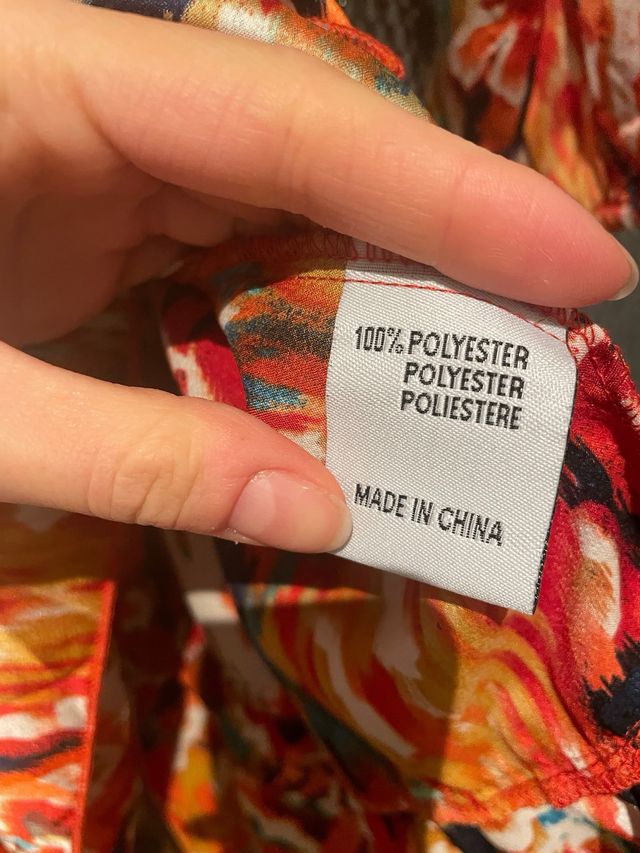 100% POLYESTER
POLYESTER
POLIESTERE
MADE IN CHINA